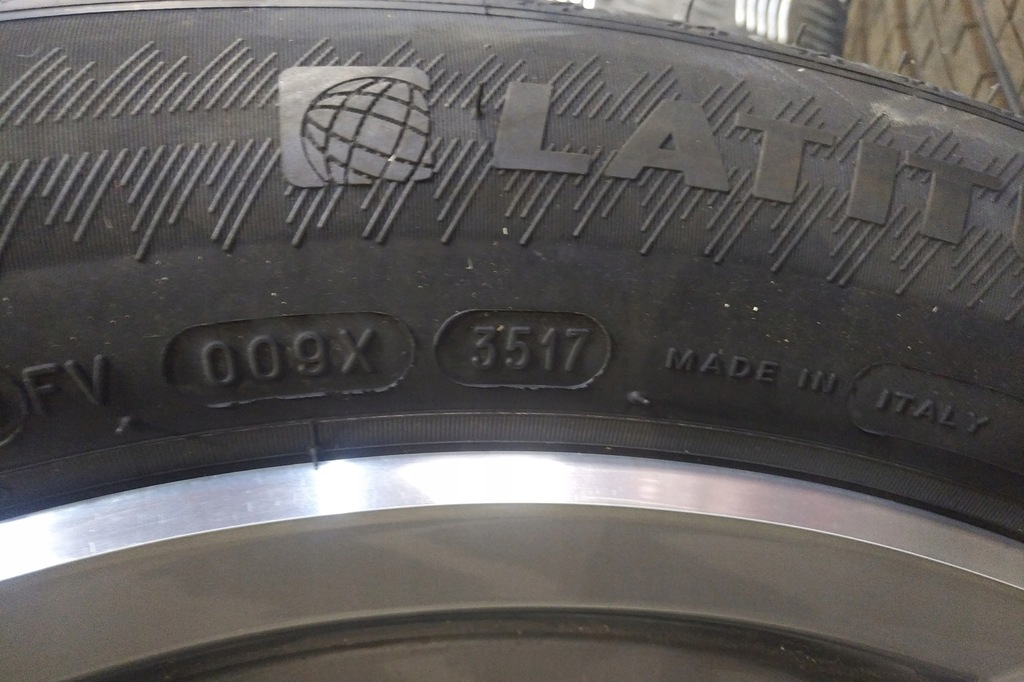 LATIT
FV 009X 3517 MADE IN ITALY